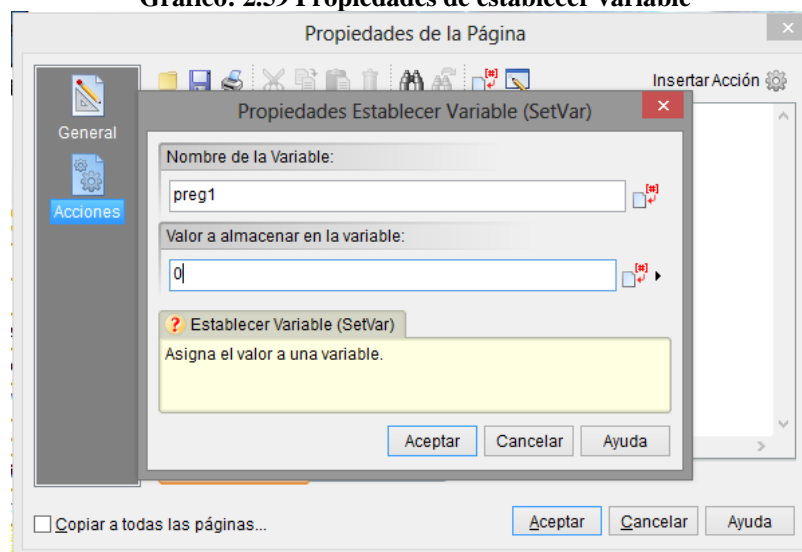 Gráfico: 2.59 Propiedades de establecer variable
Propiedades de la Página
Insertar Acción
General
Acciones
Propiedades Establecer Variable (SetVar)
Nombre de la Variable:
preg1
Valor a almacenar en la variable:
0
Establecer Variable (SetVar)
Asigna el valor a una variable.
Aceptar Cancelar Ayuda
Copiar a todas las páginas...
Aceptar Cancelar Ayuda